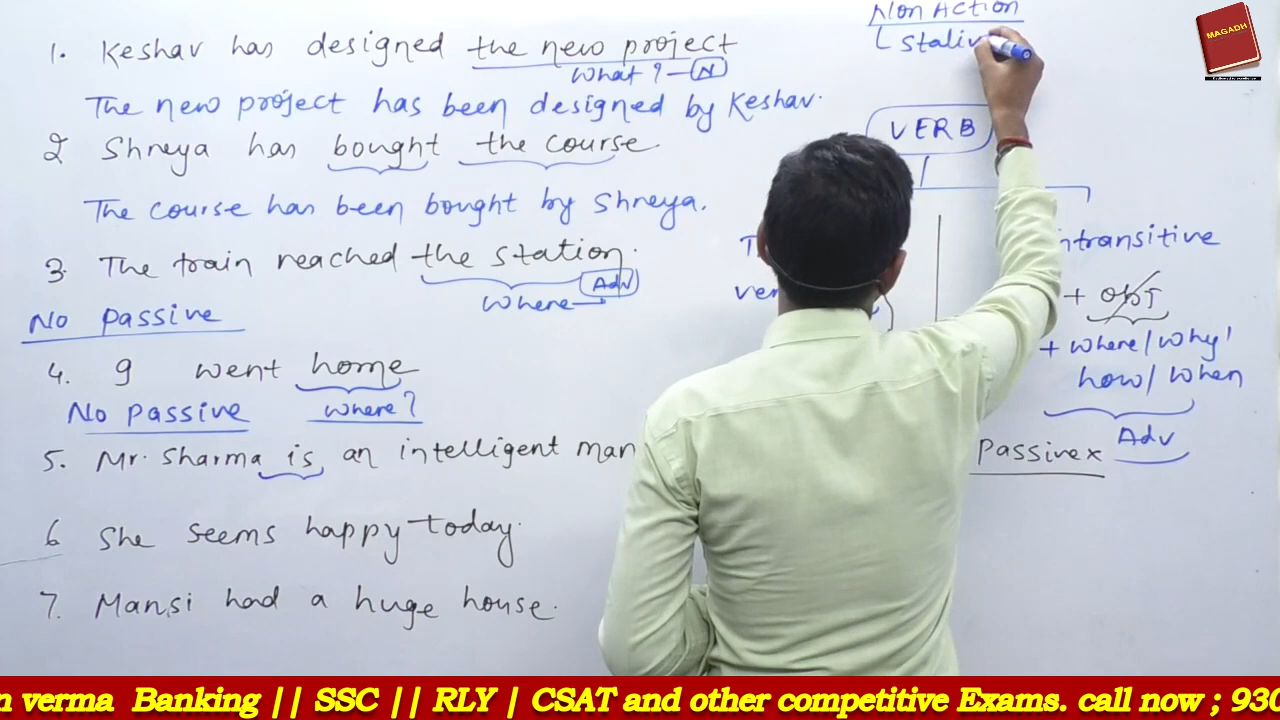 1. Keshav has designed the new project
What? — N
The new project has been designed by Keshav.
2 Shreya has bought the course.
The course has been bought by Shreya.
3. The train reached the station.
Where — Adv
No passive
4. I went home
No passive where?
5. Mr. Sharma is an intelligent man
6 She seems happy today.
7. Mansi had a huge house.
Non Action
VERB
ntransitive
+ obj
+ where/why/
how/when
Adv
Passive x
MAGADH
n verma Banking || SSC || RLY | CSAT and other competitive Exams. call now ; 930